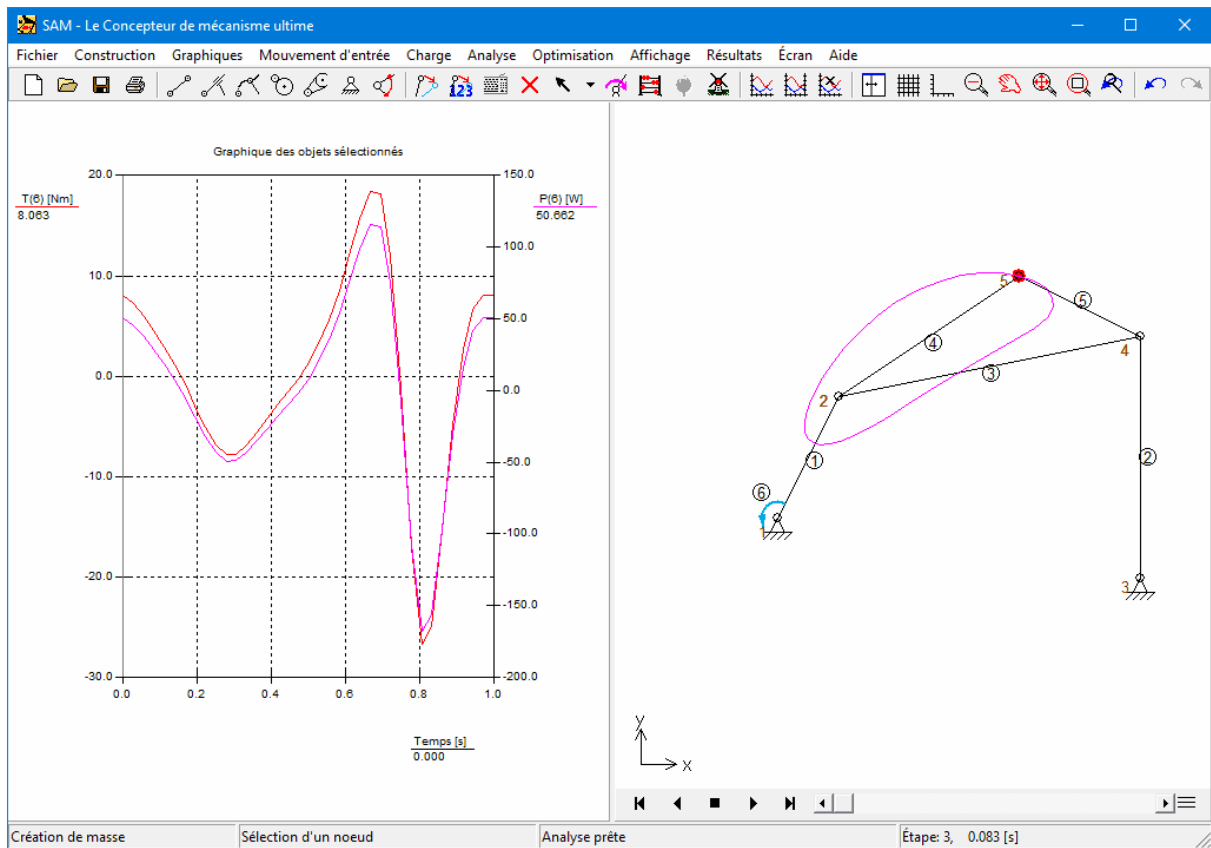 SAM - Le Concepteur de mécanisme ultime
Fichier Construction Graphiques Mouvement d'entrée Charge Analyse Optimisation Affichage Résultats Écran Aide
123
Graphique des objets sélectionnés
T(6) [Nm]
8.063
P(6) [W]
50.662
20.0
10.0
0.0
-10.0
-20.0
-30.0
150.0
100.0
50.0
0.0
-50.0
-100.0
-150.0
-200.0
0.0 0.2 0.4 0.6 0.8 1.0
Temps [s]
0.000
5
5
4
4
3
2
1
2
6
1
3
y
x
Création de masse
Sélection d'un noeud
Analyse prête
Étape: 3, 0.083 [s]